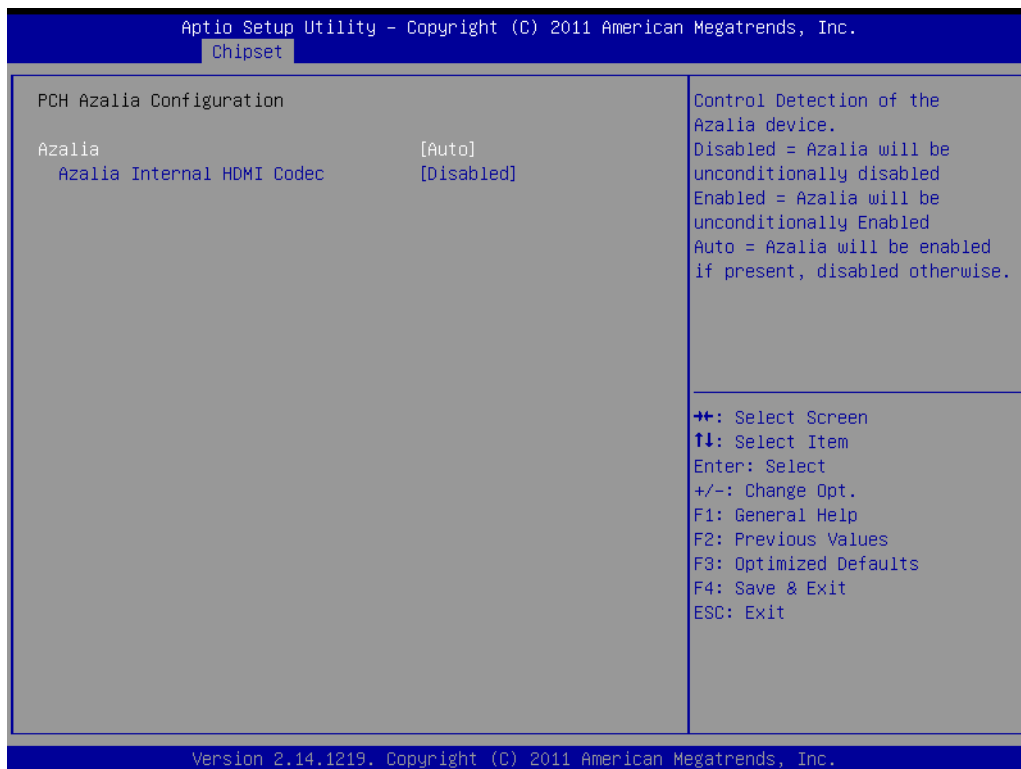 Aptio Setup Utility – Copyright (C) 2011 American Megatrends, Inc.
Chipset
PCH Azalia Configuration
Azalia [Auto]
Azalia Internal HDMI Codec [Disabled]
Control Detection of the
Azalia device.
Disabled = Azalia will be
unconditionally disabled
Enabled = Azalia will be
unconditionally Enabled
Auto = Azalia will be enabled
if present, disabled otherwise.
→←: Select Screen
↑↓: Select Item
Enter: Select
+/-: Change Opt.
F1: General Help
F2: Previous Values
F3: Optimized Defaults
F4: Save & Exit
ESC: Exit
Version 2.14.1219. Copyright (C) 2011 American Megatrends, Inc.